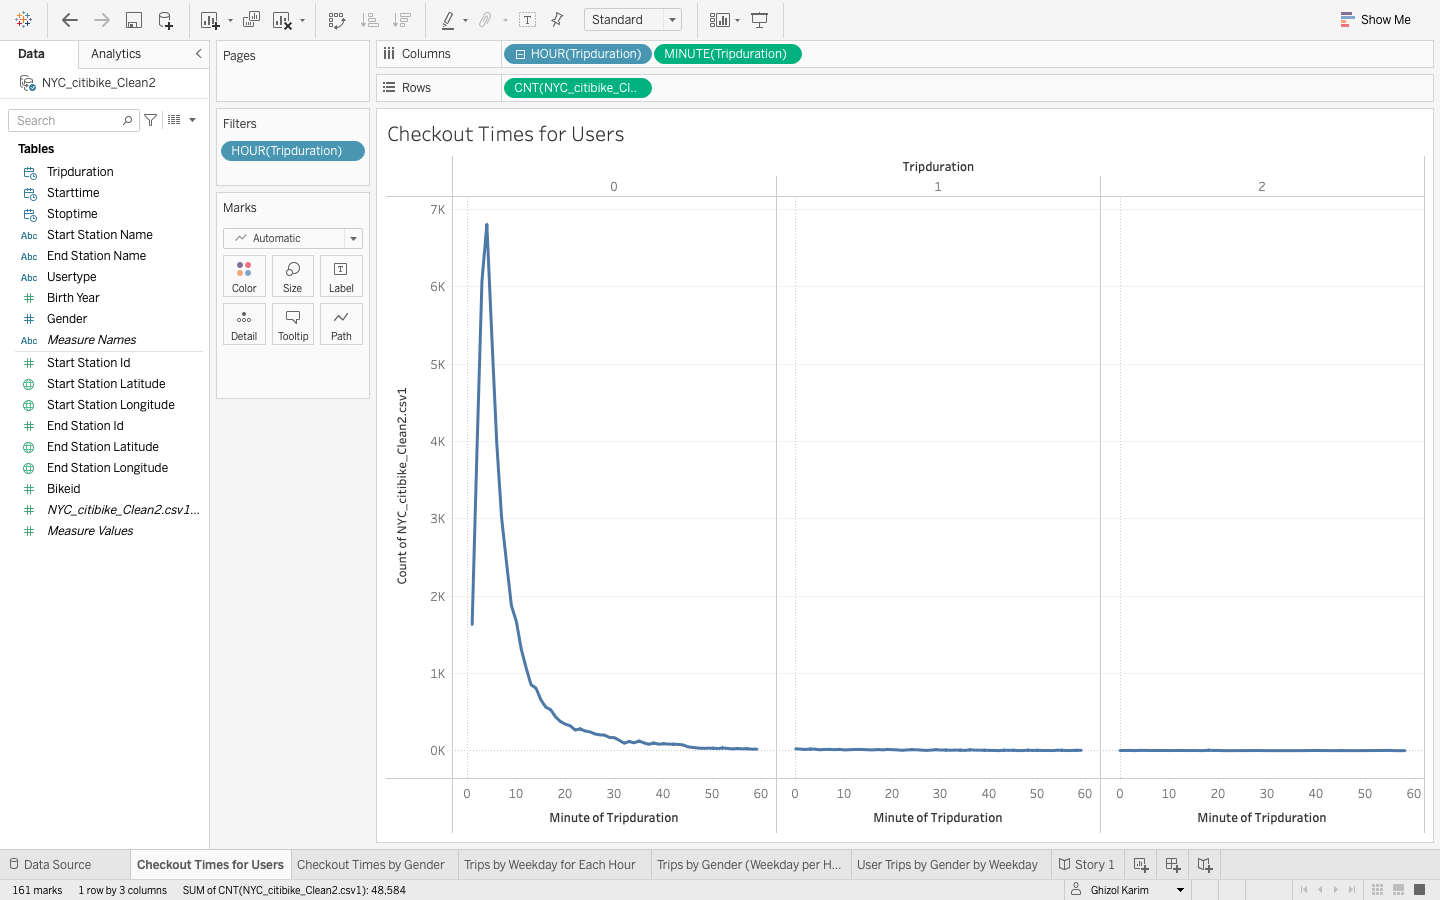 Standard
Show Me
Data
Analytics
Pages
Columns
HOUR(Tripduration)
MINUTE(Tripduration)
NYC_citibike_Clean2
Rows
CNT(NYC_citibike_Cl..
Search
Tables
Tripduration
Starttime
Stoptime
Abc Start Station Name
Abc End Station Name
Abc Usertype
Birth Year
Gender
Abc Measure Names
Start Station Id
Start Station Latitude
Start Station Longitude
End Station Id
End Station Latitude
End Station Longitude
Bikeid
NYC_citibike_Clean2.csv1...
Measure Values
Filters
HOUR(Tripduration)
Marks
Automatic
Color
Size
Label
Detail
Tooltip
Path
Checkout Times for Users
Tripduration
0 1 2
7K
6K
5K
4K
3K
2K
1K
0K
Count of NYC_citibike_Clean2.csv1
0 10 20 30 40 50 60
0 10 20 30 40 50 60
0 10 20 30 40 50 60
Minute of Tripduration
Minute of Tripduration
Minute of Tripduration
Data Source
Checkout Times for Users
Checkout Times by Gender
Trips by Weekday for Each Hour
Trips by Gender (Weekday per H...
User Trips by Gender by Weekday
Story 1
161 marks
1 row by 3 columns
SUM of CNT(NYC_citibike_Clean2.csv1): 48,584
Ghizol Karim